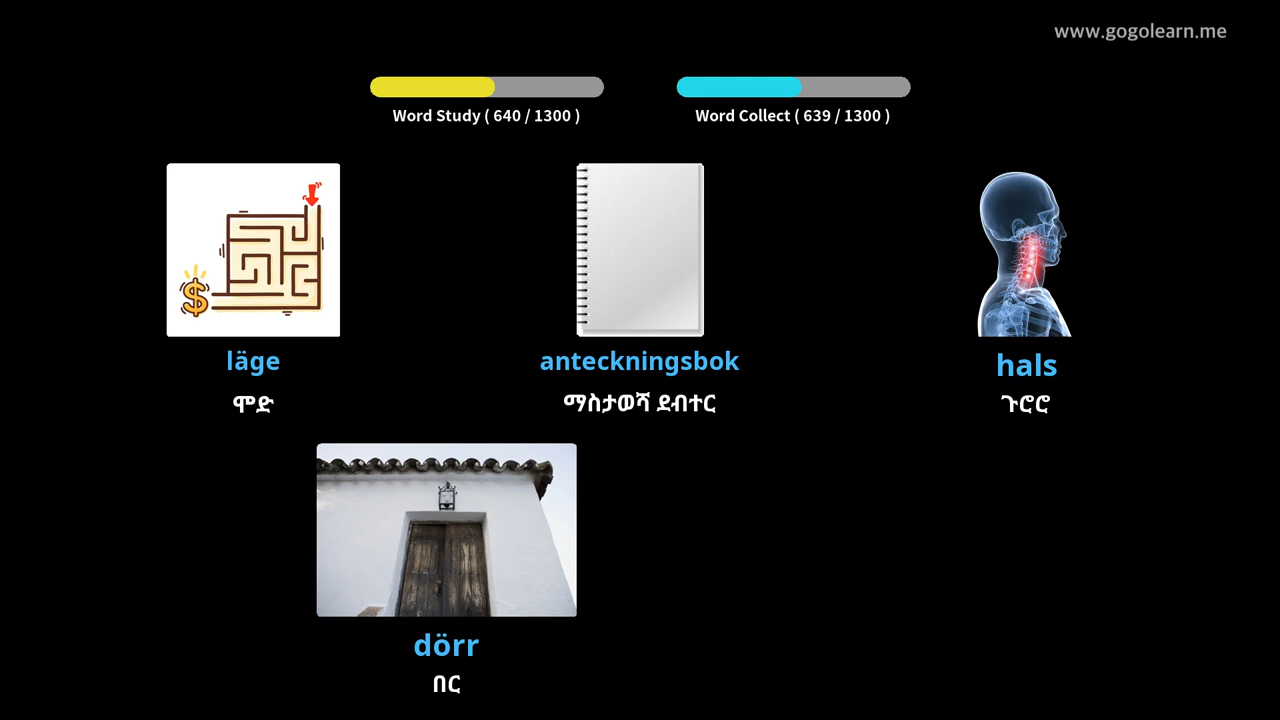 www.gogolearn.me
Word Study ( 640 / 1300 )
Word Collect ( 639 / 1300 )
läge
ሞድ
anteckningsbok
ማስታወሻ ደብተር
hals
ጉሮሮ
dörr
በር